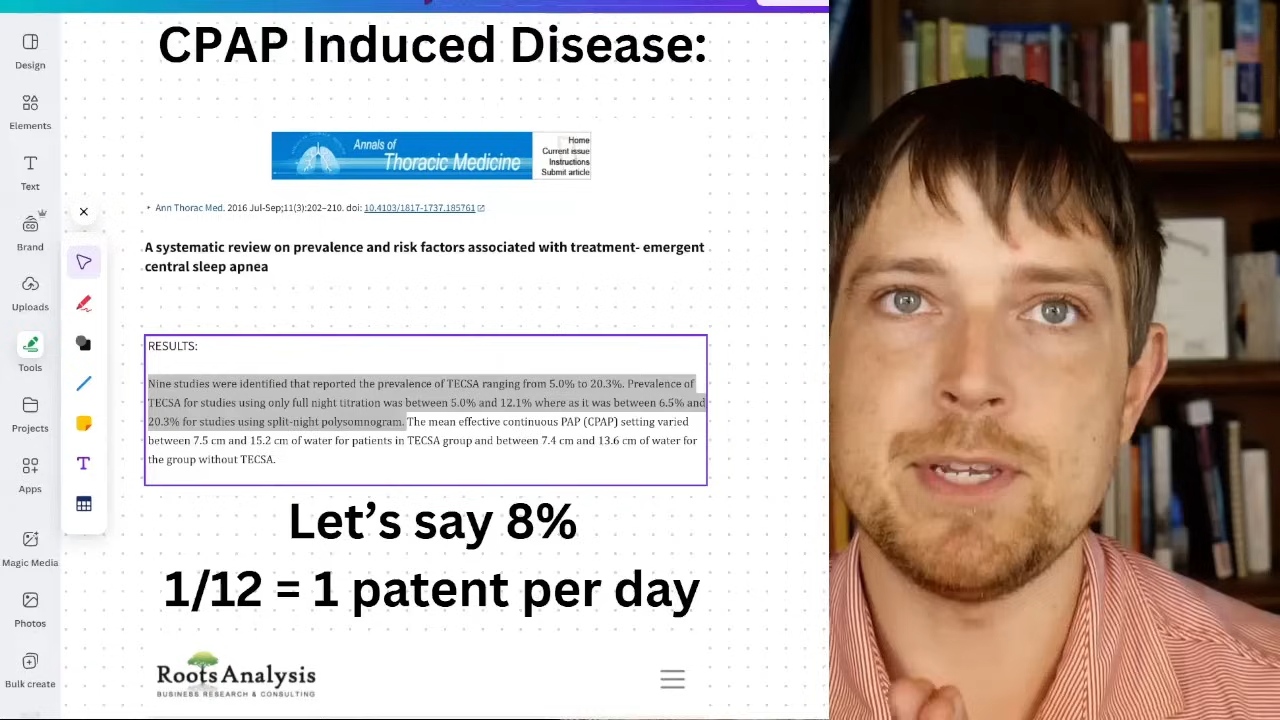 CPAP Induced Disease:
Design
Elements
Text
Brand
Uploads
Tools
Projects
Apps
Magic Media
Photos
Bulk create
Annals of
Thoracic Medicine
Home
Current issue
Instructions
Submit article
Ann Thorac Med. 2016 Jul-Sep;11(3):202–210. doi: 10.4103/1817-1737.185761
A systematic review on prevalence and risk factors associated with treatment- emergent
central sleep apnea
RESULTS:
Nine studies were identified that reported the prevalence of TECSA ranging from 5.0% to 20.3%. Prevalence of
TECSA for studies using only full night titration was between 5.0% and 12.1% where as it was between 6.5% and
20.3% for studies using split-night polysomnogram. The mean effective continuous PAP (CPAP) setting varied
between 7.5 cm and 15.2 cm of water for patients in TECSA group and between 7.4 cm and 13.6 cm of water for
the group without TECSA.
Let’s say 8%
1/12 = 1 patent per day
Roots Analysis
BUSINESS RESEARCH & CONSULTING